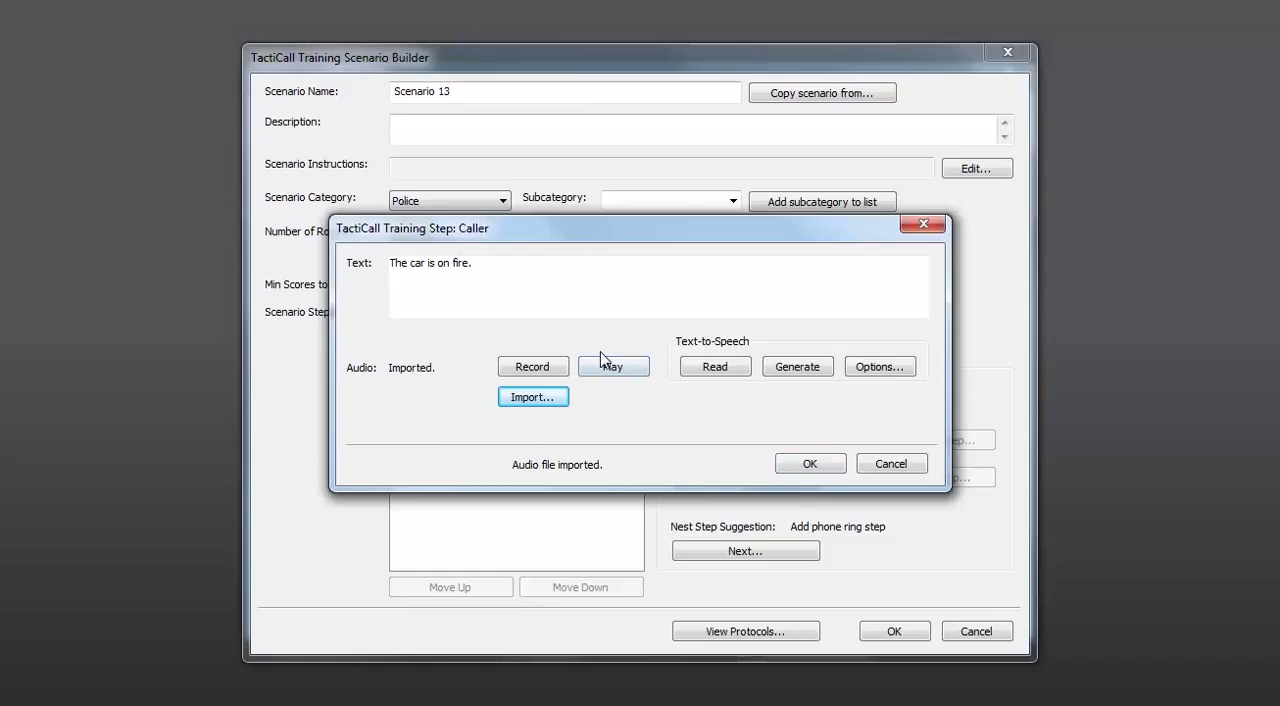 TactiCall Training Scenario Builder
Scenario Name: Scenario 13 Copy scenario from...
Description:
Scenario Instructions: Edit...
Scenario Category: Police Subcategory: Add subcategory to list
TactiCall Training Step: Caller
Text: The car is on fire.
Text-to-Speech
Audio: Imported. Record Read Generate Options...
Import...
Audio file imported. OK Cancel
Number of
Min Scores to
Scenario
Nest Step Suggestion: Add phone ring step
Next...
Move Up Move Down
View Protocols... OK Cancel